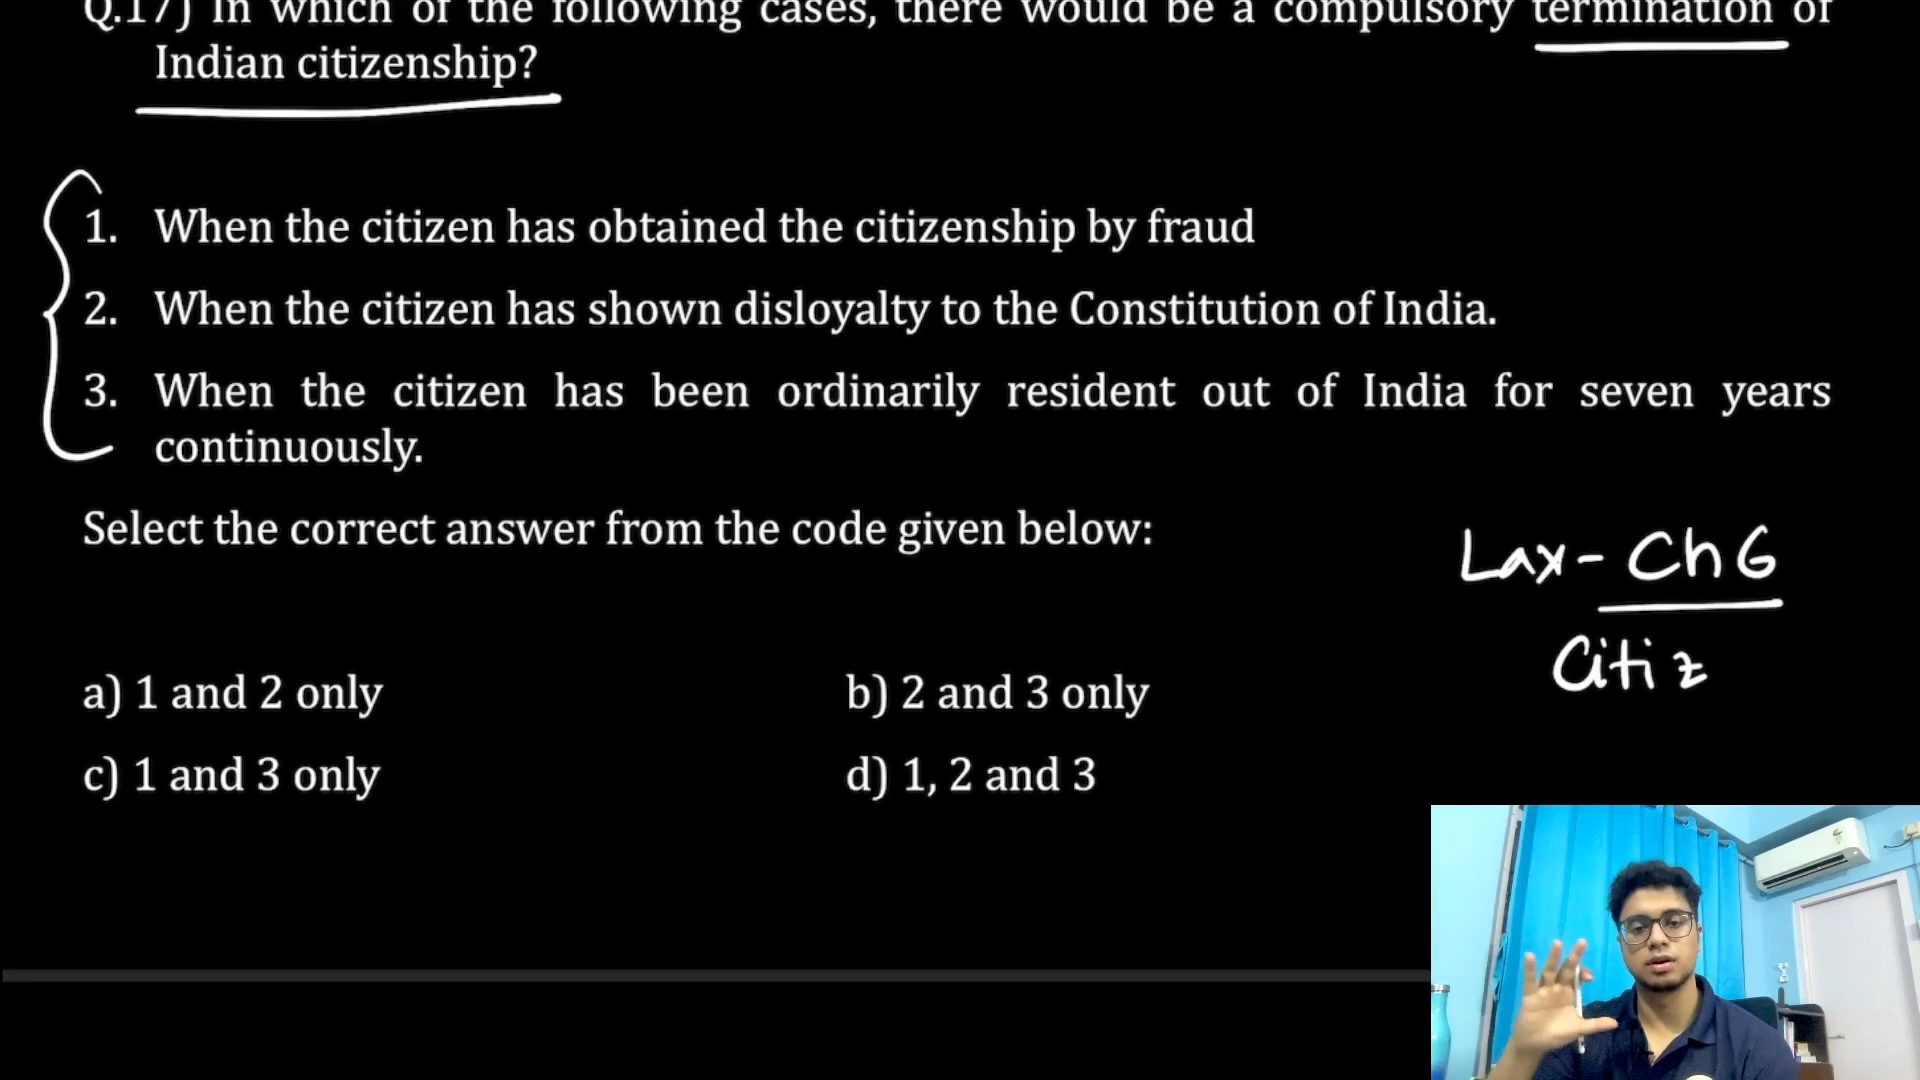 Q.17) In which of the following cases, there would be a compulsory termination of
Indian citizenship?
1. When the citizen has obtained the citizenship by fraud
2. When the citizen has shown disloyalty to the Constitution of India.
3. When the citizen has been ordinarily resident out of India for seven years
continuously.
Select the correct answer from the code given below:
Lax - Ch 6
Citiz
a) 1 and 2 only
b) 2 and 3 only
c) 1 and 3 only
d) 1, 2 and 3